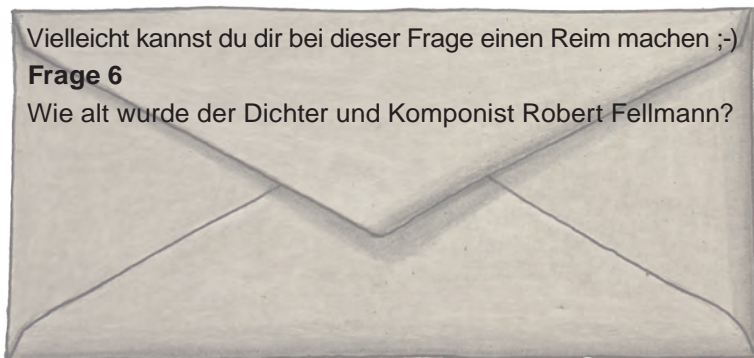 Vielleicht kannst du dir bei dieser Frage einen Reim machen ;-)
Frage 6
Wie alt wurde der Dichter und Komponist Robert Fellmann?